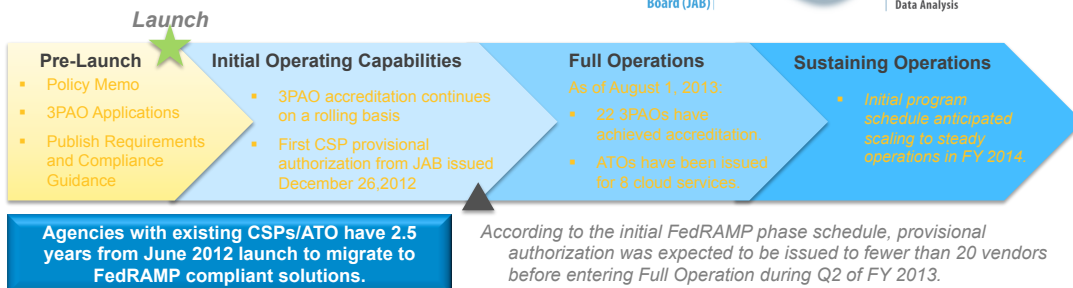 Board (JAB)
Data Analysis
Launch
Pre-Launch
▪ Policy Memo
▪ 3PAO Applications
▪ Publish Requirements
and Compliance
Guidance
Initial Operating Capabilities
▪ 3PAO accreditation continues
on a rolling basis
▪ First CSP provisional
authorization from JAB issued
December 26,2012
Full Operations
As of August 1, 2013:
▪ 22 3PAOs have
achieved accreditation.
▪ ATOs have been issued
for 8 cloud services
Sustaining Operations
▪ Initial program
schedule anticipated
scaling to steady
operations in FY 2014.
Agencies with existing CSPs/ATO have 2.5
years from June 2012 launch to migrate to
FedRAMP compliant solutions.
According to the initial FedRAMP phase schedule, provisional
authorization was expected to be issued to fewer than 20 vendors
before entering Full Operation during Q2 of FY 2013.